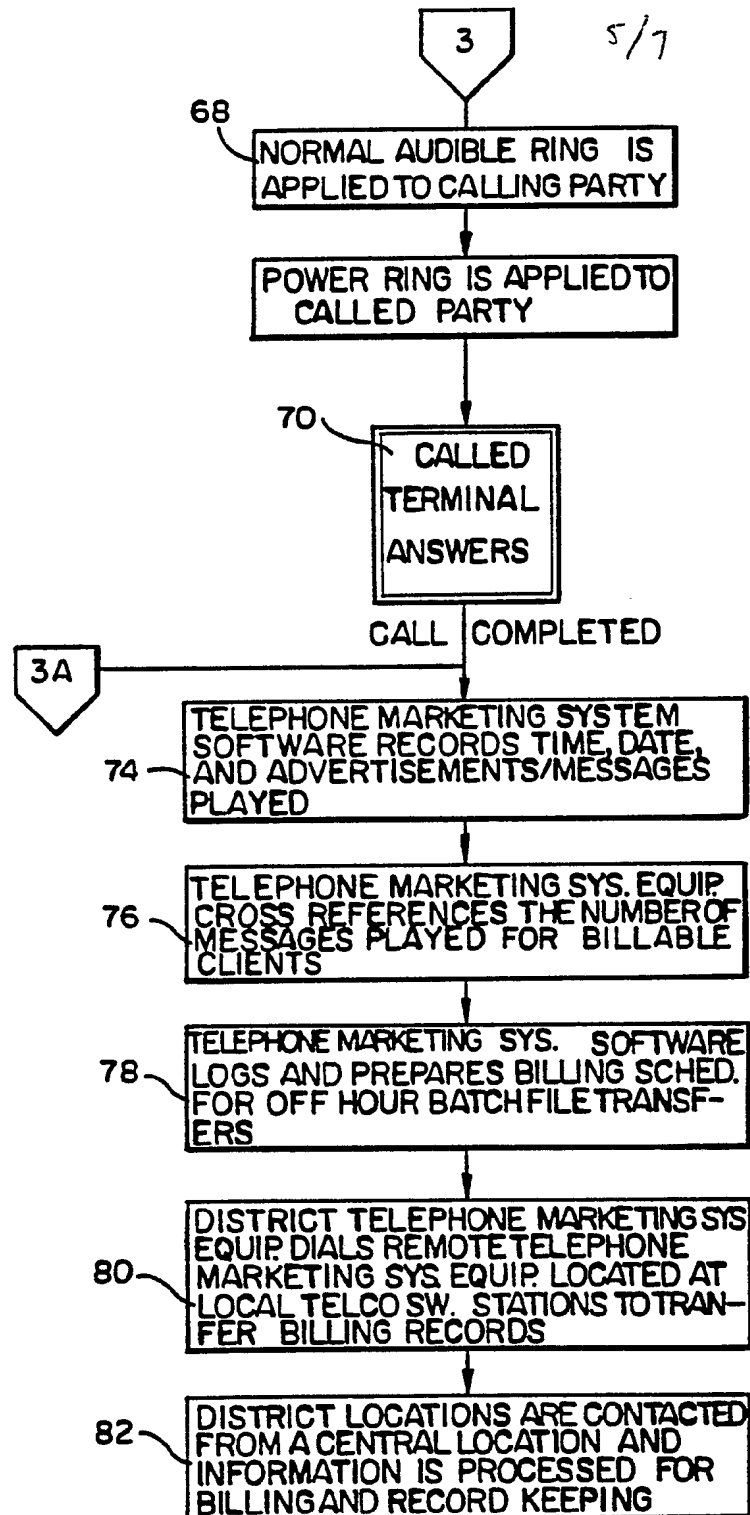 3
5/7
68
NORMAL AUDIBLE RING IS
APPLIED TO CALLING PARTY
POWER RING IS APPLIED TO
CALLED PARTY
70
CALLED
TERMINAL
ANSWERS
CALL COMPLETED
3A
TELEPHONE MARKETING SYSTEM
SOFTWARE RECORDS TIME, DATE,
AND ADVERTISEMENTS/MESSAGES
PLAYED
74
TELEPHONE MARKETING SYS. EQUIP.
CROSS REFERENCES THE NUMBER OF
MESSAGES PLAYED FOR BILLABLE
CLIENTS
76
TELEPHONE MARKETING SYS. SOFTWARE
LOGS AND PREPARES BILLING SCHED.
FOR OFF HOUR BATCH FILE TRANSF-
ERS
78
DISTRICT TELEPHONE MARKETING SYS
EQUIP. DIALS REMOTE TELEPHONE
MARKETING SYS. EQUIP. LOCATED AT
LOCAL TELCO SW. STATIONS TO TRAN-
FER BILLING RECORDS
80
DISTRICT LOCATIONS ARE CONTACTED
FROM A CENTRAL LOCATION AND
INFORMATION IS PROCESSED FOR
BILLING AND RECORD KEEPING
82